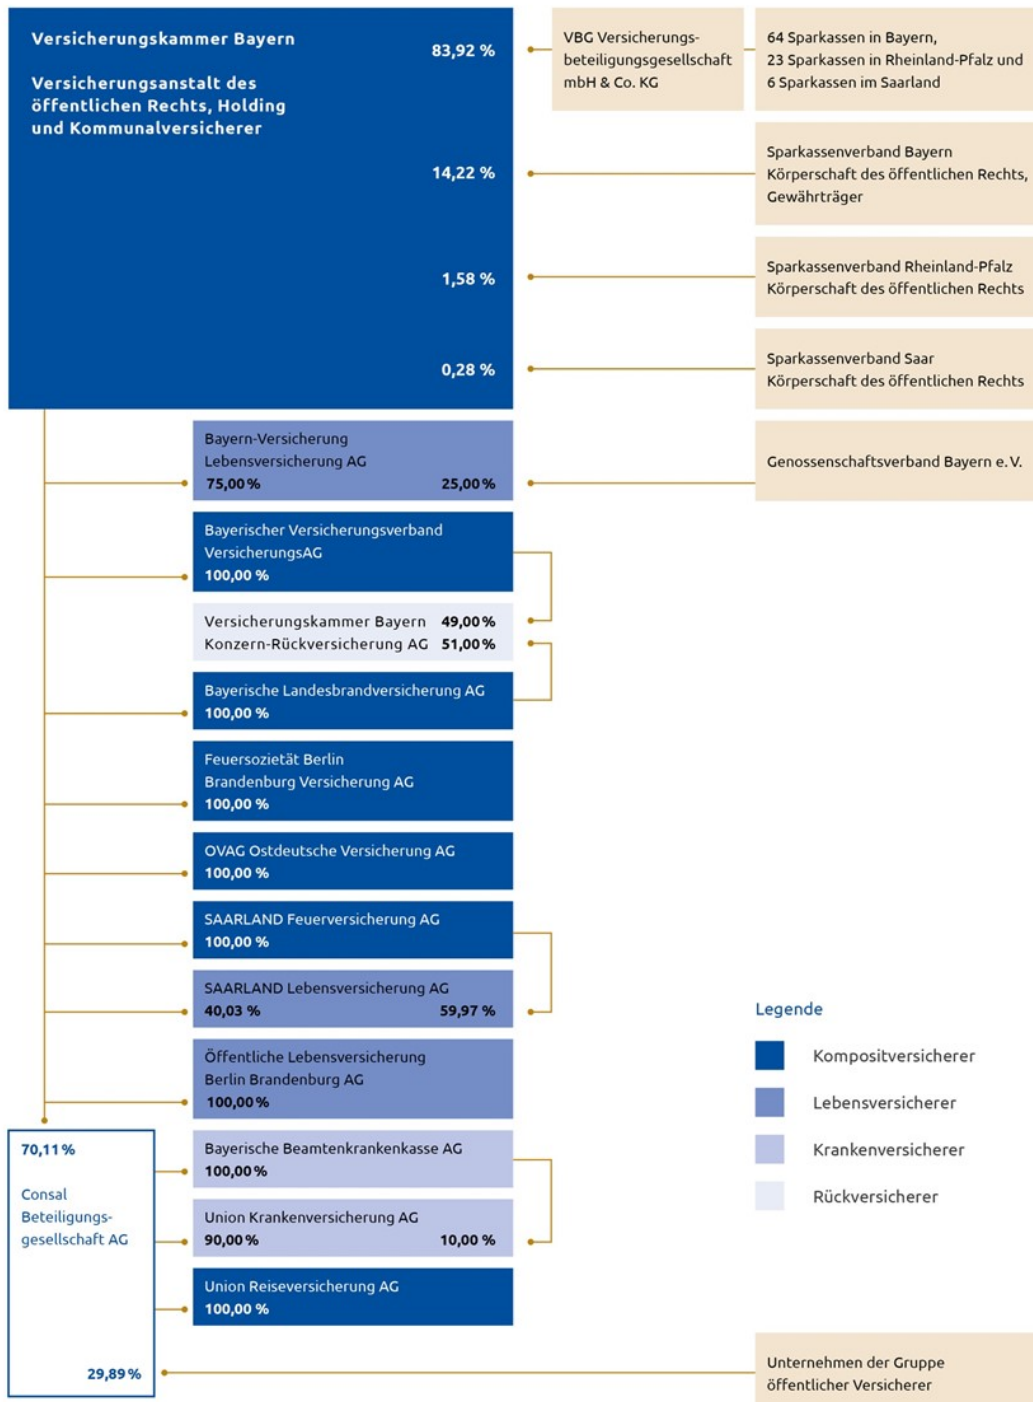 Versicherungskammer Bayern
83,92 %
Versicherungsanstalt des
öffentlichen Rechts, Holding
und Kommunalversicherer
14,22 %
1,58 %
0,28 %
VBG Versicherungs-
beteiligungsgesellschaft
mbH & Co. KG
64 Sparkassen in Bayern,
23 Sparkassen in Rheinland-Pfalz und
6 Sparkassen im Saarland
Sparkassenverband Bayern
Körperschaft des öffentlichen Rechts,
Gewährträger
Sparkassenverband Rheinland-Pfalz
Körperschaft des öffentlichen Rechts
Sparkassenverband Saar
Körperschaft des öffentlichen Rechts
Bayern-Versicherung
Lebensversicherung AG
75,00 % 25,00 %
Genossenschaftsverband Bayern e. V.
Bayerischer Versicherungsverband
VersicherungsAG
100,00 %
Versicherungskammer Bayern 49,00 %
Konzern-Rückversicherung AG 51,00 %
Bayerische Landesbrandversicherung AG
100,00 %
Feuersozietät Berlin
Brandenburg Versicherung AG
100,00 %
OVAG Ostdeutsche Versicherung AG
100,00 %
SAARLAND Feuerversicherung AG
100,00 %
SAARLAND Lebensversicherung AG
40,03 % 59,97 %
Öffentliche Lebensversicherung
Berlin Brandenburg AG
100,00 %
Bayerische Beamtenkrankenkasse AG
100,00 %
Union Krankenversicherung AG
90,00 % 10,00 %
Union Reiseversicherung AG
100,00 %
70,11 %
Consal
Beteiligungs-
gesellschaft AG
29,89 %
Unternehmen der Gruppe
öffentlicher Versicherer
Legende
Kompositversicherer
Lebensversicherer
Krankenversicherer
Rückversicherer